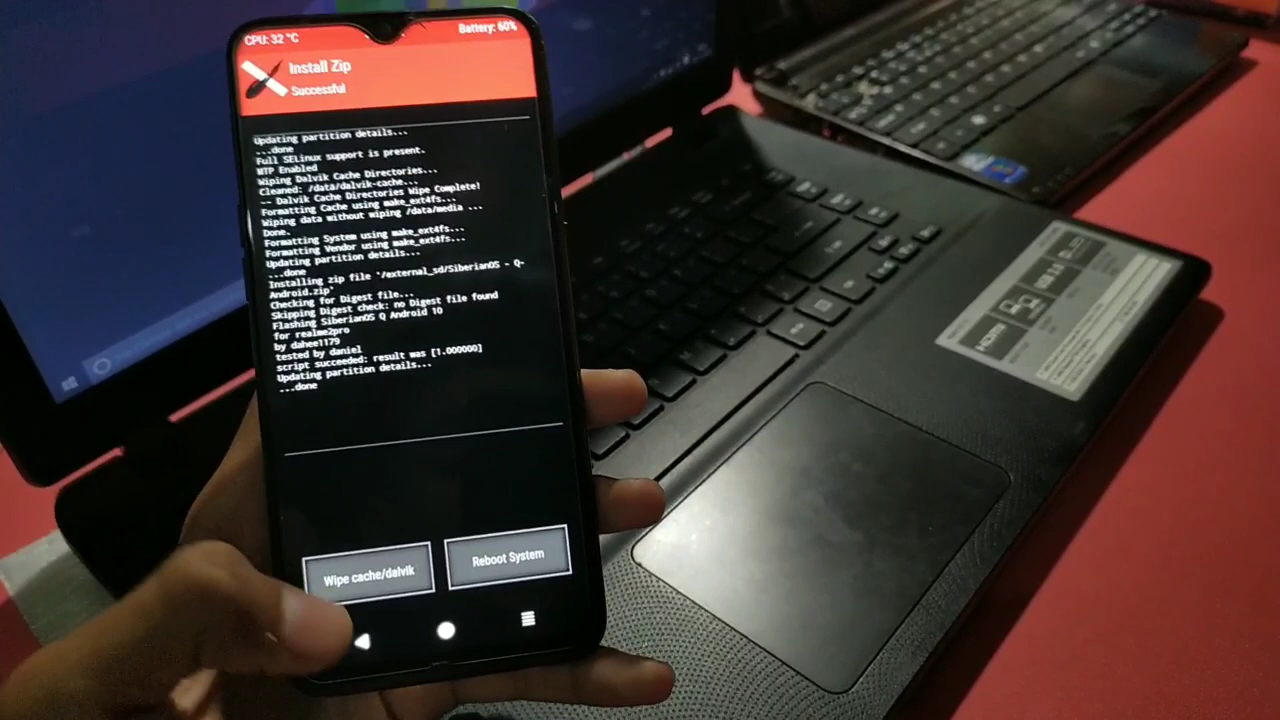 CPU: 32 °C
Battery: 60%
Install Zip
Successful
Updating partition details...
...done
Full SELinux support is present.
MTP Enabled
Wiping Dalvik Cache Directories...
Cleaned: /data/dalvik-cache...
-- Dalvik Cache Directories Wipe Complete!
Formatting Cache using make_ext4fs...
Wiping data without wiping /data/media ...
Done.
Formatting System using make_ext4fs...
Formatting Vendor using make_ext4fs...
Updating partition details...
...done
Installing zip file '/external_sd/SiberianOS - Q-
Android.zip'
Checking for Digest file...
Skipping Digest check: no Digest file found
Flashing SiberianOS Q Android 10
for realme2pro
by dahee1179
tested by daniel
script succeeded: result was [1.000000]
Updating partition details...
...done
Wipe cache/dalvik
Reboot System
HDMI
USB 3.0